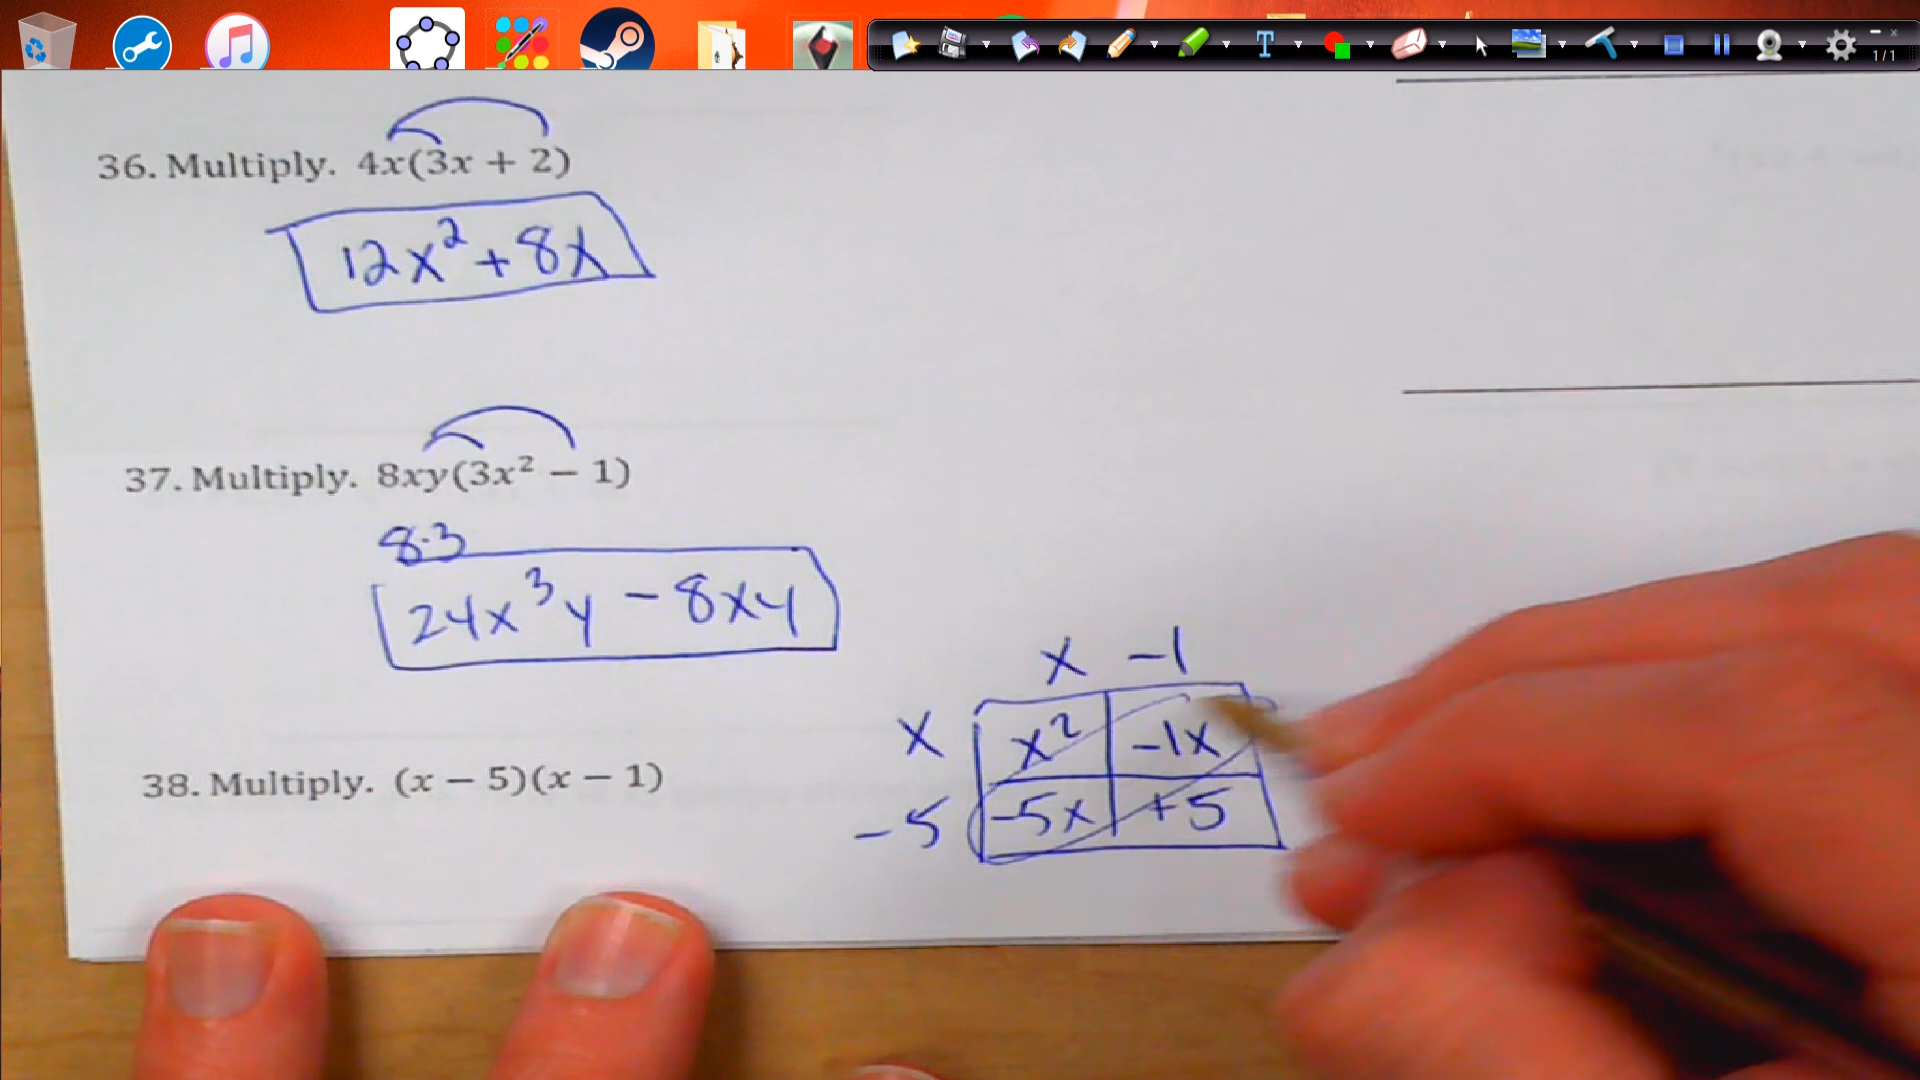 T
1/1
36. Multiply. 4x(3x + 2)
12x² + 8x
37. Multiply. 8xy(3x² − 1)
8·3
24x³y − 8xy
x −1
x x² −1x
38. Multiply. (x − 5)(x − 1)
−5 −5x +5